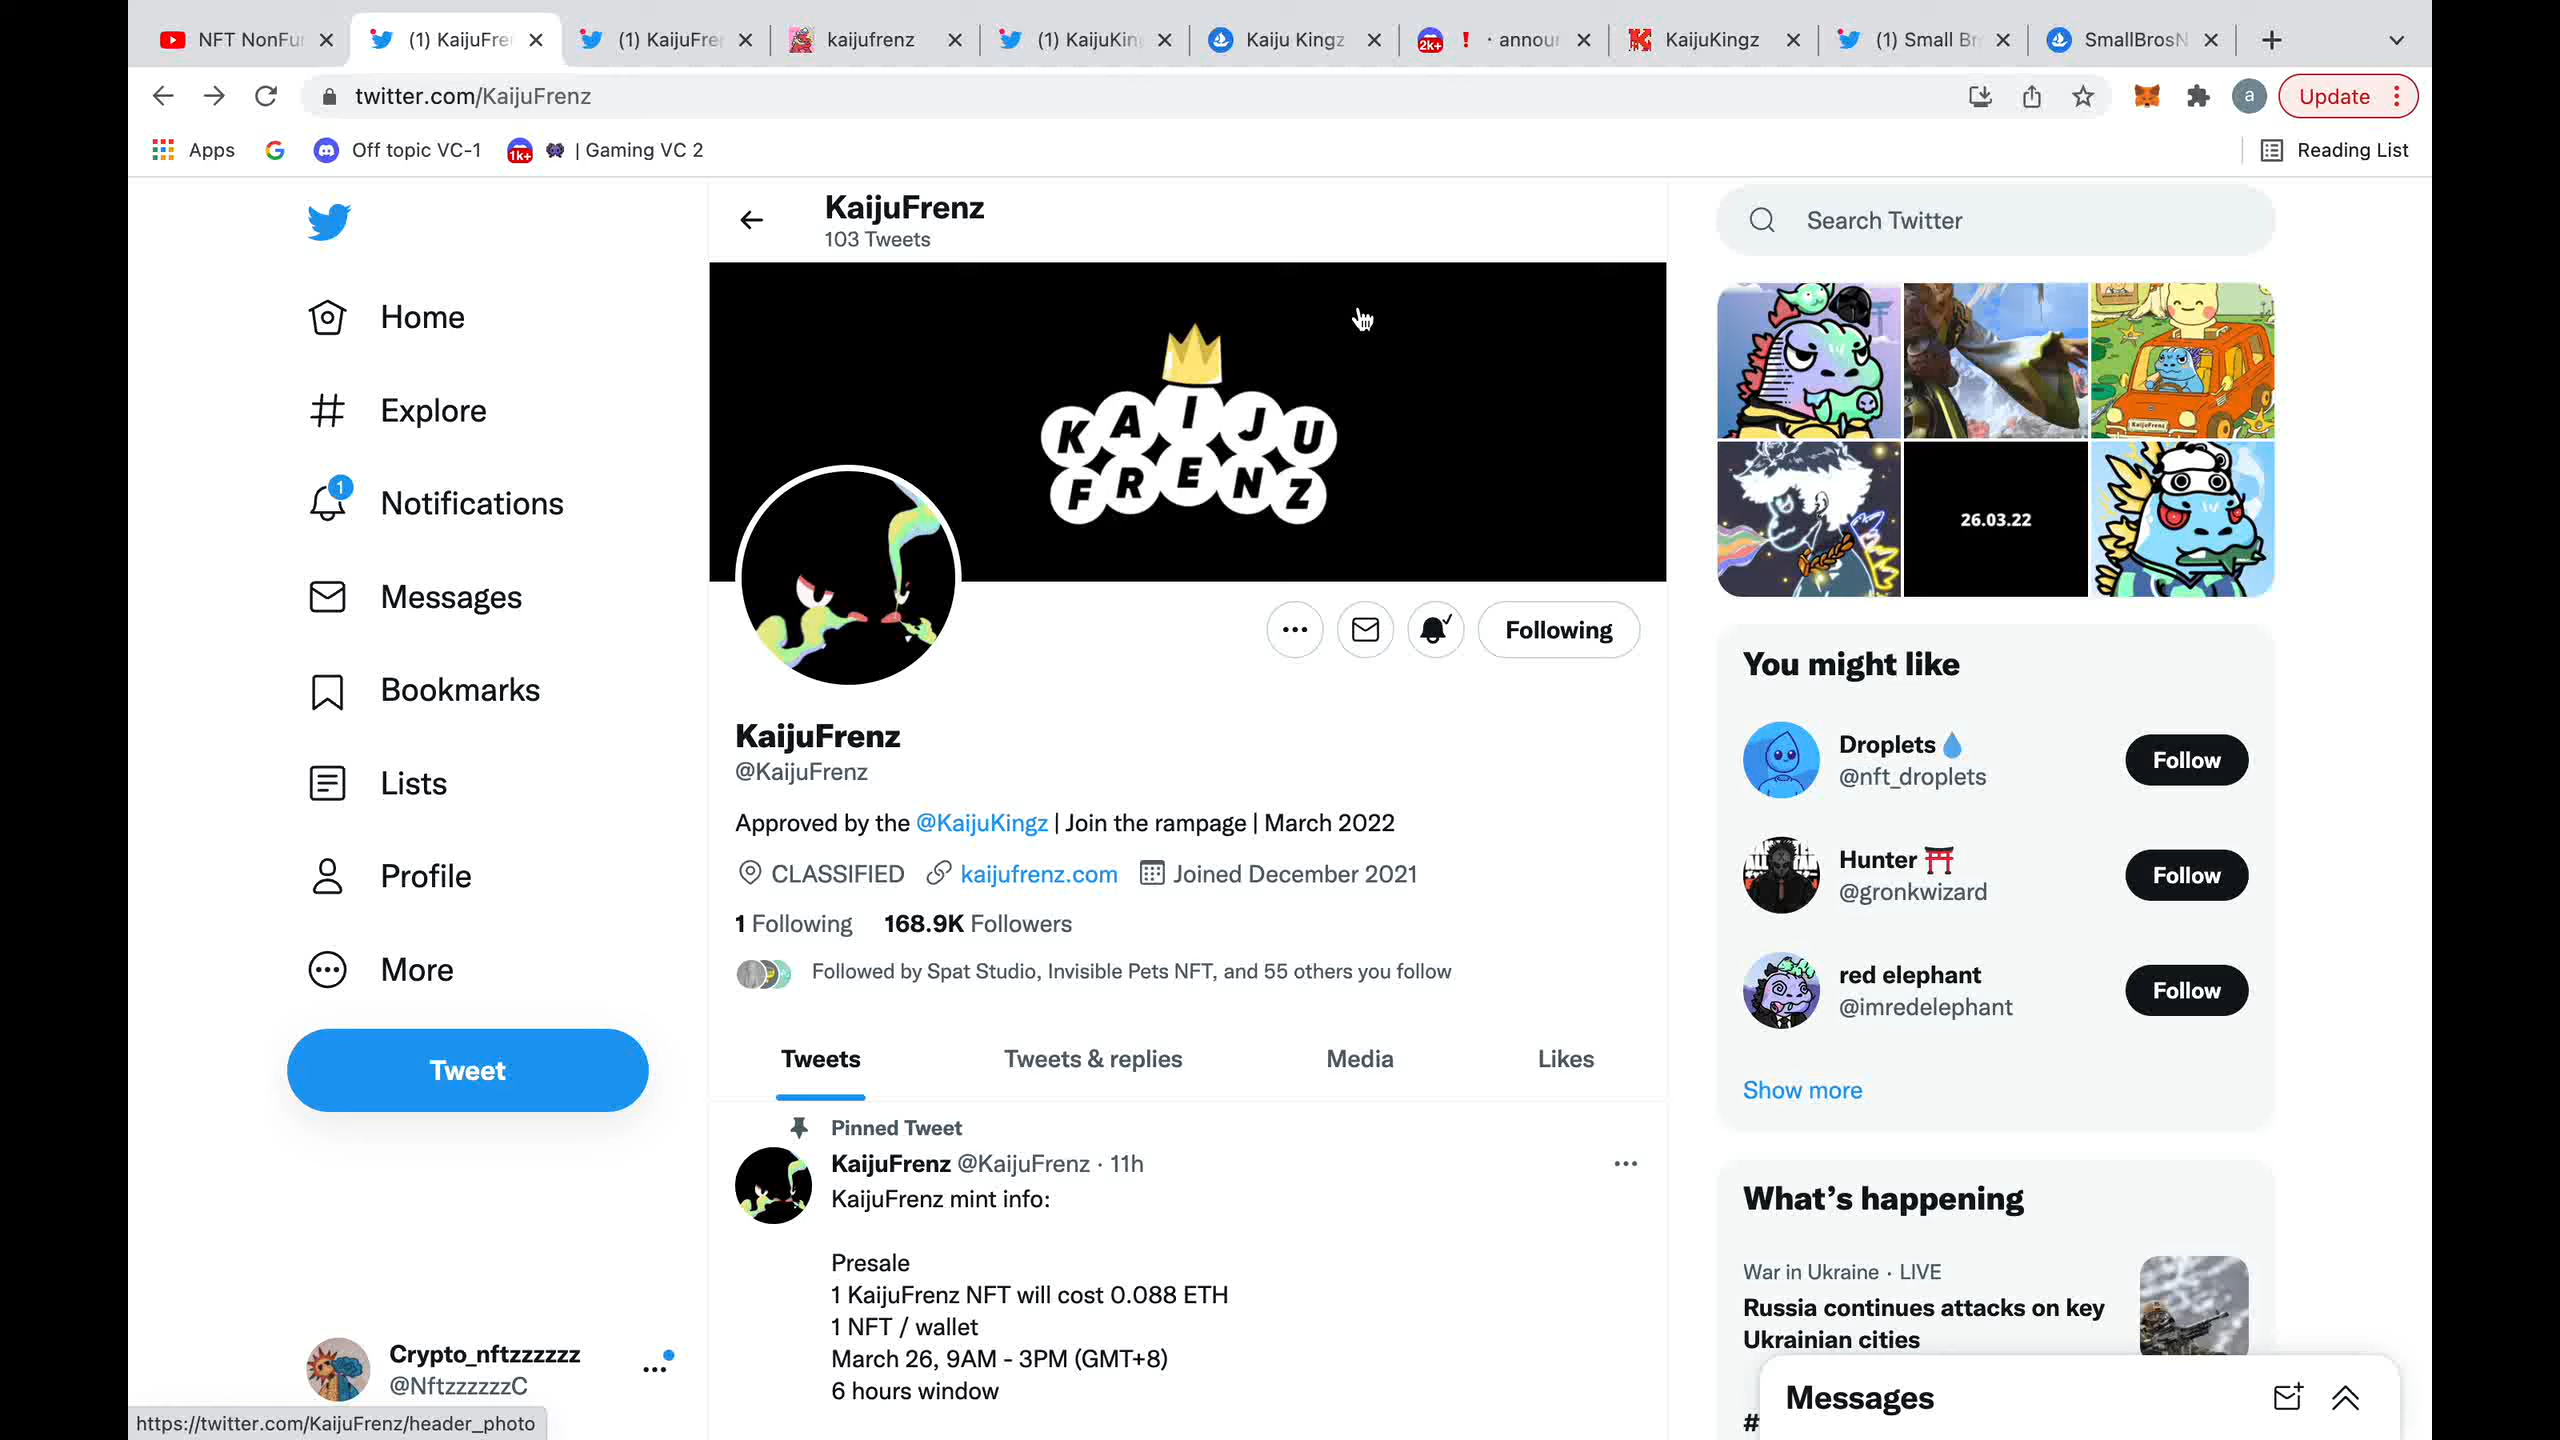 NFT NonFu
(1) KaijuFre
(1) KaijuFre
kaijufrenz
(1) KaijuKin
Kaiju Kingz
2k+
! · annou
KaijuKingz
(1) Small B
SmallBrosN
twitter.com/KaijuFrenz
a
Update
Apps
Off topic VC-1
1k+
| Gaming VC 2
Reading List
KaijuFrenz
103 Tweets
Search Twitter
Home
Explore
1
Notifications
Messages
Bookmarks
Lists
Profile
More
Tweet
KAIJU
FRENZ
KaijuFrenz
26.03.22
Following
KaijuFrenz
@KaijuFrenz
Approved by the @KaijuKingz | Join the rampage | March 2022
CLASSIFIED kaijufrenz.com Joined December 2021
1 Following 168.9K Followers
Followed by Spat Studio, Invisible Pets NFT, and 55 others you follow
Tweets Tweets & replies Media Likes
Pinned Tweet
KaijuFrenz @KaijuFrenz · 11h
KaijuFrenz mint info:
Presale
1 KaijuFrenz NFT will cost 0.088 ETH
1 NFT / wallet
March 26, 9AM - 3PM (GMT+8)
6 hours window
You might like
Droplets
@nft_droplets
Follow
Hunter
@gronkwizard
Follow
red elephant
@imredelephant
Follow
Show more
What's happening
War in Ukraine · LIVE
Russia continues attacks on key
Ukrainian cities
#
Messages
Crypto_nftzzzzzz
@NftzzzzzzC
https://twitter.com/KaijuFrenz/header_photo